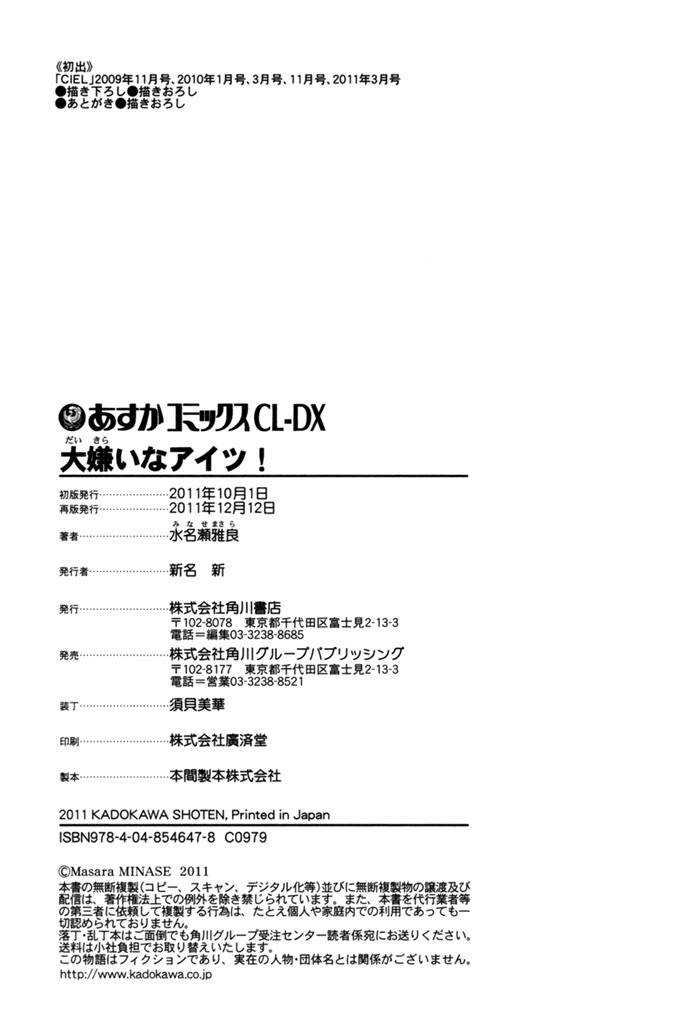 《初出》
「CIEL」2009年11月号、2010年1月号、3月号、11月号、2011年3月号
●描き下ろし●描きおろし
●あとがき●描きおろし
あすかコミックスCL-DX
だい きら
大嫌いなアイツ！
初版発行……………………2011年10月1日
再版発行……………………2011年12月12日
み な せ まさ ら
著者…………………………水名瀬雅良
発行者………………………新名　新
発行…………………………株式会社角川書店
〒102-8078　東京都千代田区富士見2-13-3
電話＝編集03-3238-8685
発売…………………………株式会社角川グループパブリッシング
〒102-8177　東京都千代田区富士見2-13-3
電話＝営業03-3238-8521
装丁…………………………須貝美華
印刷…………………………株式会社廣済堂
製本…………………………本間製本株式会社
2011 KADOKAWA SHOTEN, Printed in Japan
ISBN978-4-04-854647-8 C0979
©Masara MINASE 2011
本書の無断複製(コピー、スキャン、デジタル化等)並びに無断複製物の譲渡及び
配信は、著作権法上での例外を除き禁じられています。また、本書を代行業者等
の第三者に依頼して複製する行為は、たとえ個人や家庭内での利用であっても一
切認められておりません。
落丁・乱丁本はご面倒でも角川グループ受注センター読者係宛にお送りください。
送料は小社負担でお取り替えいたします。
この物語はフィクションであり、実在の人物・団体名とは関係がございません。
http://www.kadokawa.co.jp